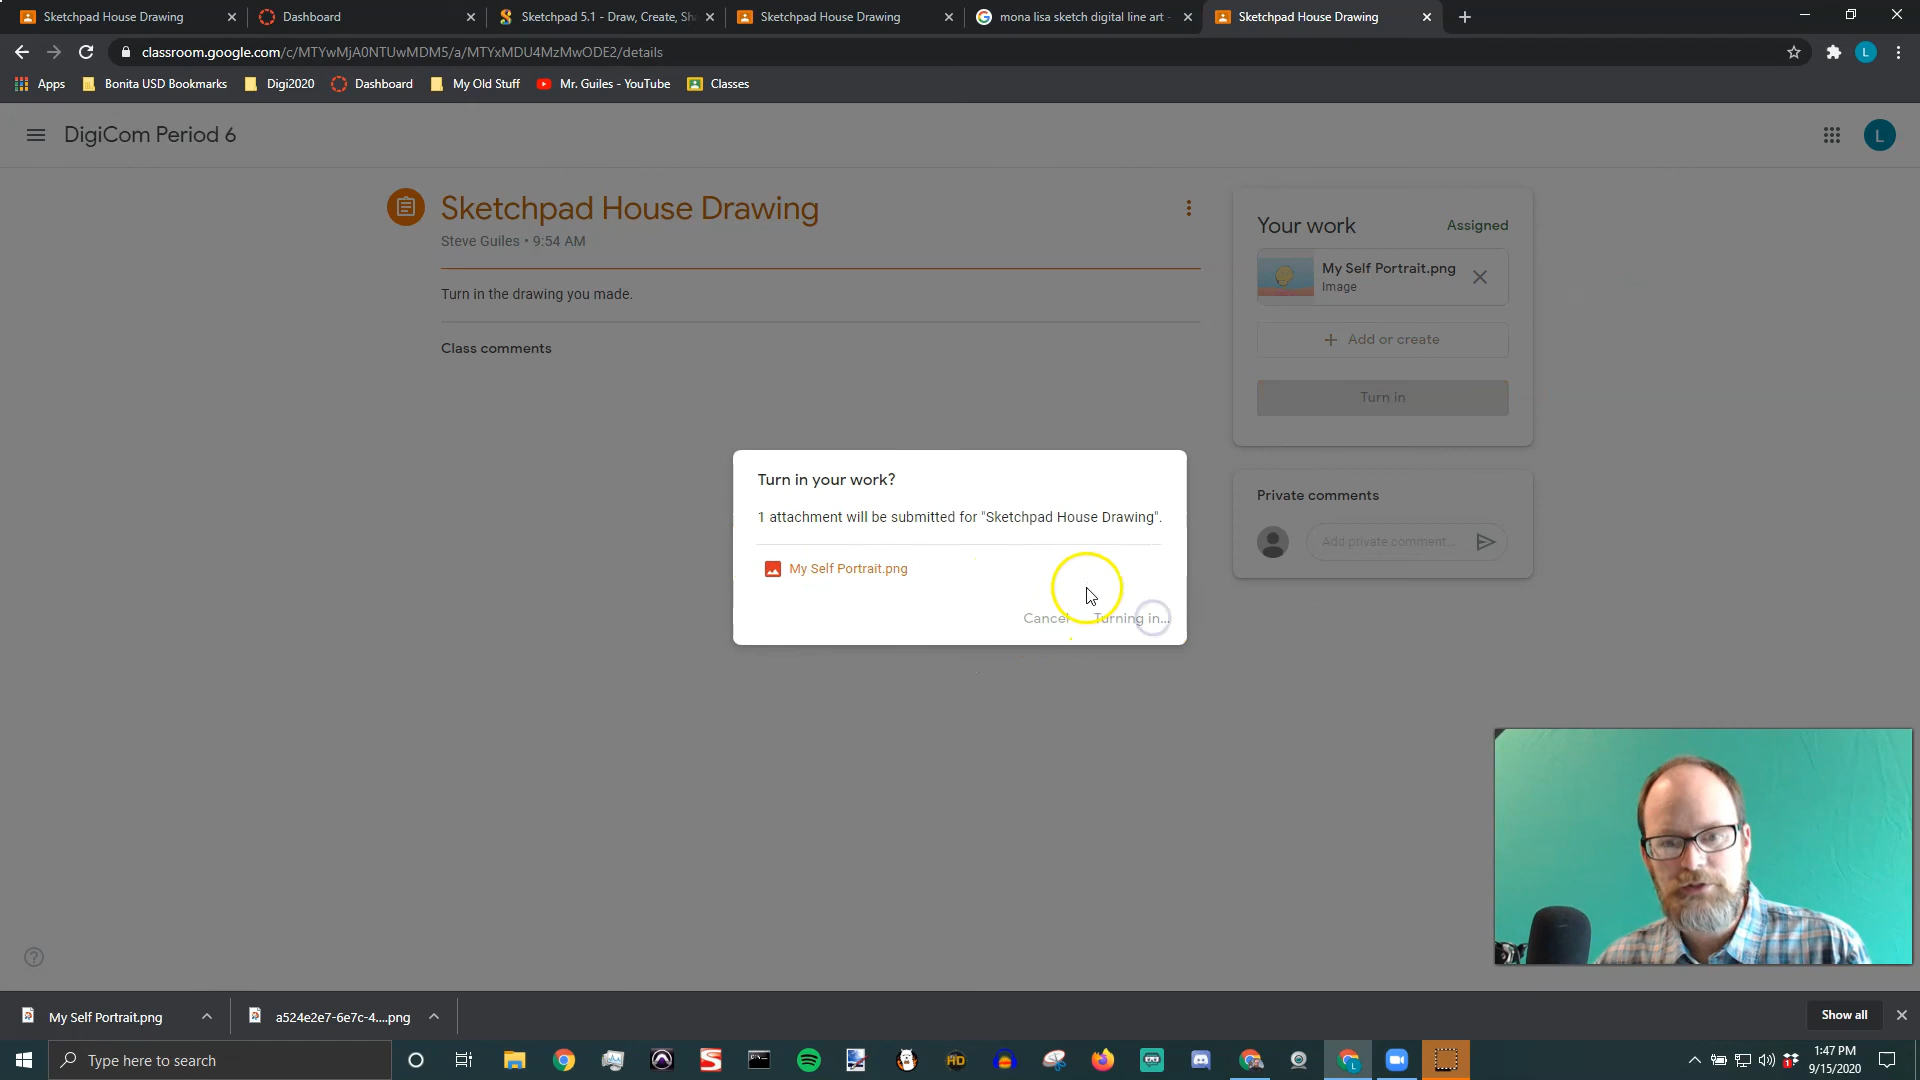 Sketchpad House Drawing
Dashboard
Sketchpad 5.1 - Draw, Create, Sh
Sketchpad House Drawing
mona lisa sketch digital line art -
Sketchpad House Drawing
classroom.google.com/c/MTYwMjA0NTUwMDM5/a/MTYxMDU4MzMwODE2/details
L
Apps
Bonita USD Bookmarks
Digi2020
Dashboard
My Old Stuff
Mr. Guiles - YouTube
Classes
DigiCom Period 6
L
Sketchpad House Drawing
Steve Guiles • 9:54 AM
Turn in the drawing you made.
Class comments
Your work
Assigned
My Self Portrait.png
Image
+ Add or create
Turn in
Private comments
Add private comment...
Turn in your work?
1 attachment will be submitted for "Sketchpad House Drawing".
My Self Portrait.png
Cancel
Turning in...
My Self Portrait.png
a524e2e7-6e7c-4....png
Show all
Type here to search
1:47 PM
9/15/2020